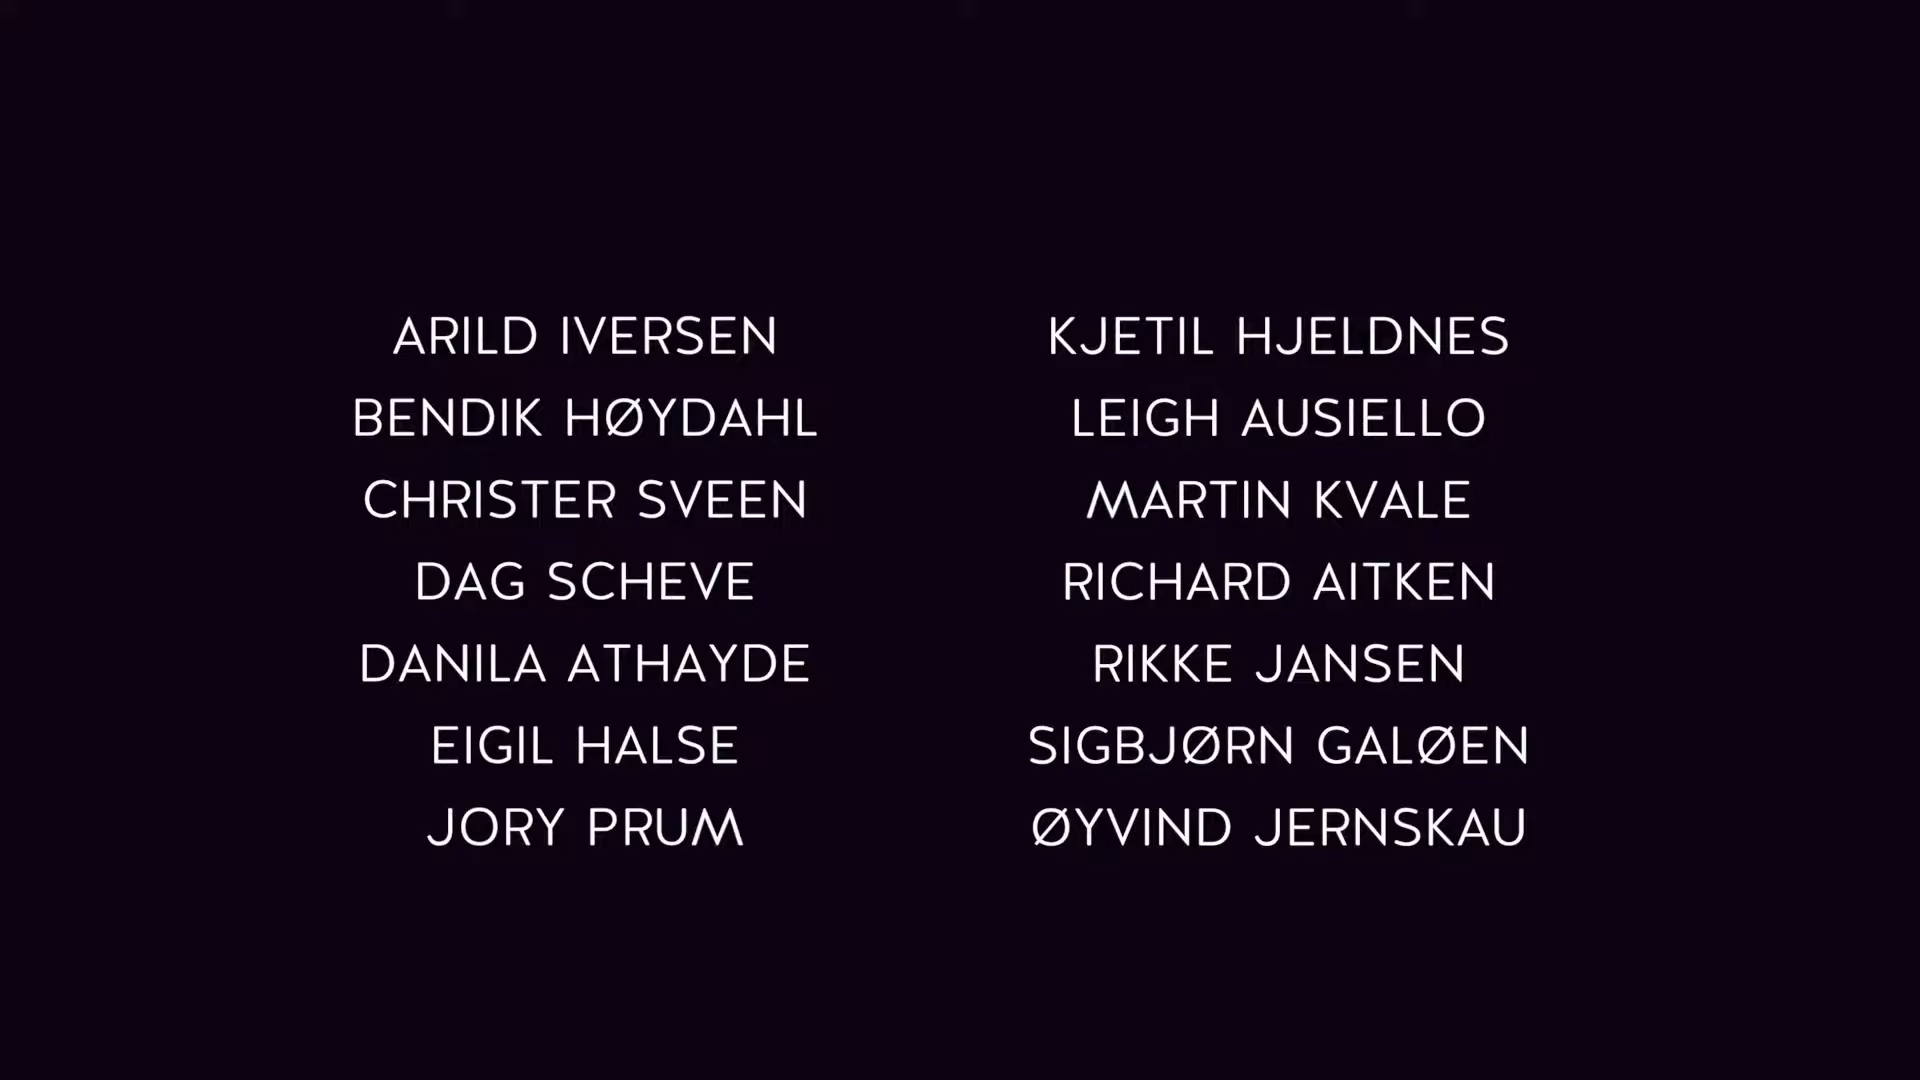 ARILD IVERSEN
BENDIK HØYDAHL
CHRISTER SVEEN
DAG SCHEVE
DANILA ATHAYDE
EIGIL HALSE
JORY PRUM
KJETIL HJELDNES
LEIGH AUSIELLO
MARTIN KVALE
RICHARD AITKEN
RIKKE JANSEN
SIGBJØRN GALØEN
ØYVIND JERNSKAU